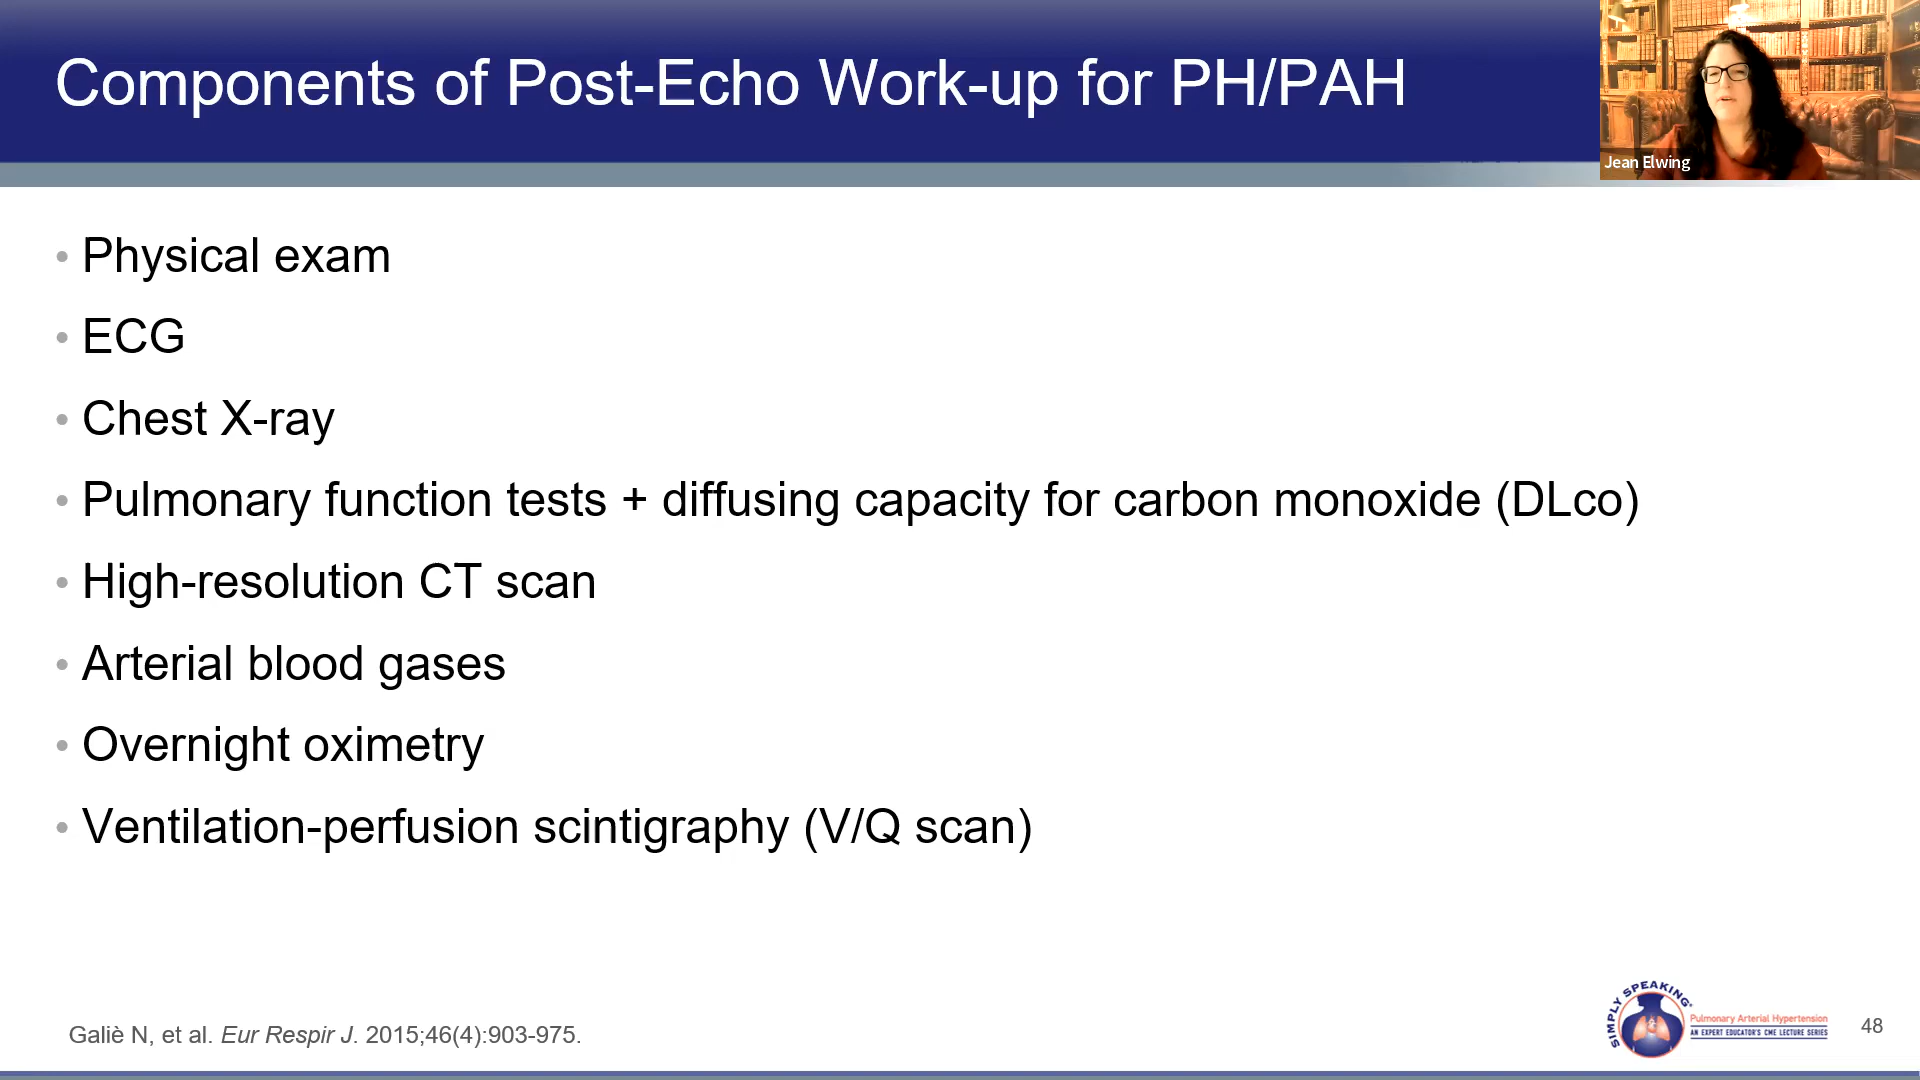 Components of Post-Echo Work-up for PH/PAH
Jean Elwing
• Physical exam
• ECG
• Chest X-ray
• Pulmonary function tests + diffusing capacity for carbon monoxide (DLco)
• High-resolution CT scan
• Arterial blood gases
• Overnight oximetry
• Ventilation-perfusion scintigraphy (V/Q scan)
Galiè N, et al. Eur Respir J. 2015;46(4):903-975.
SIMPLY SPEAKING®
Pulmonary Arterial Hypertension
AN EXPERT EDUCATOR'S CME LECTURE SERIES
48